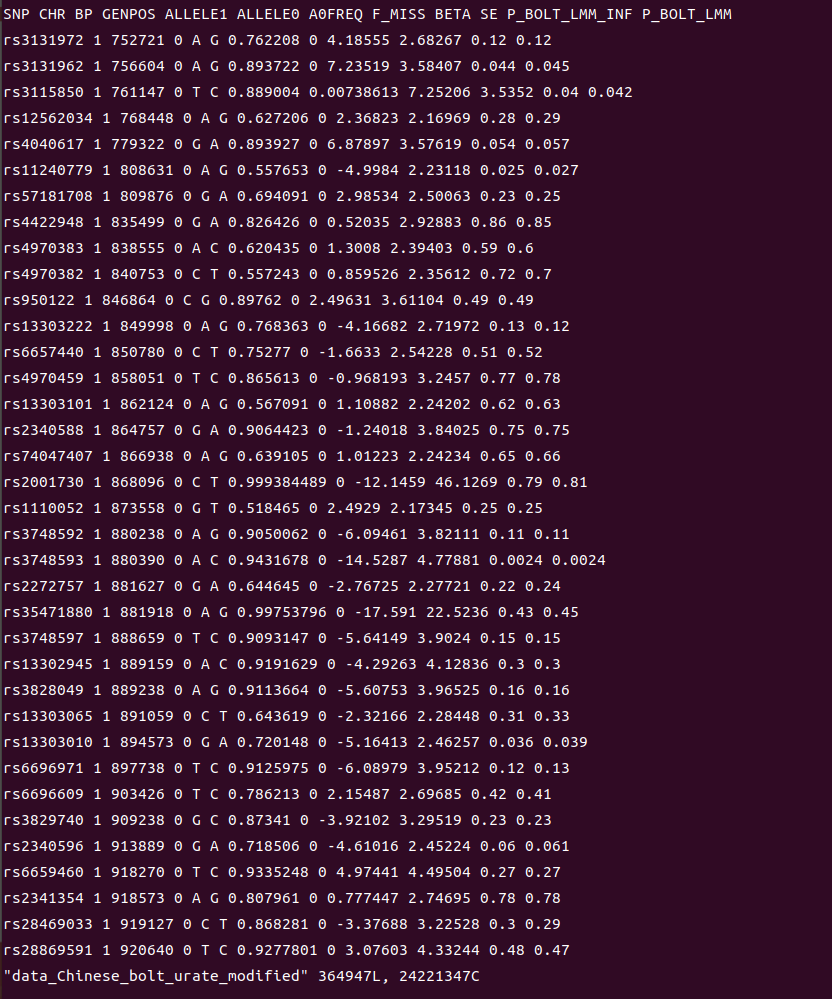 SNP CHR BP GENPOS ALLELE1 ALLELE0 A0FREQ F_MISS BETA SE P_BOLT_LMM_INF P_BOLT_LMM
rs3131972 1 752721 0 A G 0.762208 0 4.18555 2.68267 0.12 0.12
rs3131962 1 756604 0 A G 0.893722 0 7.23519 3.58407 0.044 0.045
rs3115850 1 761147 0 T C 0.889004 0.00738613 7.25206 3.5352 0.04 0.042
rs12562034 1 768448 0 A G 0.627206 0 2.36823 2.16969 0.28 0.29
rs4040617 1 779322 0 G A 0.893927 0 6.87897 3.57619 0.054 0.057
rs11240779 1 808631 0 A G 0.557653 0 -4.9984 2.23118 0.025 0.027
rs57181708 1 809876 0 G A 0.694091 0 2.98534 2.50063 0.23 0.25
rs4422948 1 835499 0 G A 0.826426 0 0.52035 2.92883 0.86 0.85
rs4970383 1 838555 0 A C 0.620435 0 1.3008 2.39403 0.59 0.6
rs4970382 1 840753 0 C T 0.557243 0 0.859526 2.35612 0.72 0.7
rs950122 1 846864 0 C G 0.89762 0 2.49631 3.61104 0.49 0.49
rs13303222 1 849998 0 A G 0.768363 0 -4.16682 2.71972 0.13 0.12
rs6657440 1 850780 0 C T 0.75277 0 -1.6633 2.54228 0.51 0.52
rs4970459 1 858051 0 T C 0.865613 0 -0.968193 3.2457 0.77 0.78
rs13303101 1 862124 0 A G 0.567091 0 1.10882 2.24202 0.62 0.63
rs2340588 1 864757 0 G A 0.9064423 0 -1.24018 3.84025 0.75 0.75
rs74047407 1 866938 0 A G 0.639105 0 1.01223 2.24234 0.65 0.66
rs2001730 1 868096 0 C T 0.999384489 0 -12.1459 46.1269 0.79 0.81
rs1110052 1 873558 0 G T 0.518465 0 2.4929 2.17345 0.25 0.25
rs3748592 1 880238 0 A G 0.9050062 0 -6.09461 3.82111 0.11 0.11
rs3748593 1 880390 0 A C 0.9431678 0 -14.5287 4.77881 0.0024 0.0024
rs2272757 1 881627 0 G A 0.644645 0 -2.76725 2.27721 0.22 0.24
rs35471880 1 881918 0 A G 0.99753796 0 -17.591 22.5236 0.43 0.45
rs3748597 1 888659 0 T C 0.9093147 0 -5.64149 3.9024 0.15 0.15
rs13302945 1 889159 0 A C 0.9191629 0 -4.29263 4.12836 0.3 0.3
rs3828049 1 889238 0 A G 0.9113664 0 -5.60753 3.96525 0.16 0.16
rs13303065 1 891059 0 C T 0.643619 0 -2.32166 2.28448 0.31 0.33
rs13303010 1 894573 0 G A 0.720148 0 -5.16413 2.46257 0.036 0.039
rs6696971 1 897738 0 T C 0.9125975 0 -6.08979 3.95212 0.12 0.13
rs6696609 1 903426 0 T C 0.786213 0 2.15487 2.69685 0.42 0.41
rs3829740 1 909238 0 G C 0.87341 0 -3.92102 3.29519 0.23 0.23
rs2340596 1 913889 0 G A 0.718506 0 -4.61016 2.45224 0.06 0.061
rs6659460 1 918270 0 T C 0.9335248 0 4.97441 4.49504 0.27 0.27
rs2341354 1 918573 0 A G 0.807961 0 0.777447 2.74695 0.78 0.78
rs28469033 1 919127 0 C T 0.868281 0 -3.37688 3.22528 0.3 0.29
rs28869591 1 920640 0 T C 0.9277801 0 3.07603 4.33244 0.48 0.47
"data_Chinese_bolt_urate_modified" 364947L, 24221347C